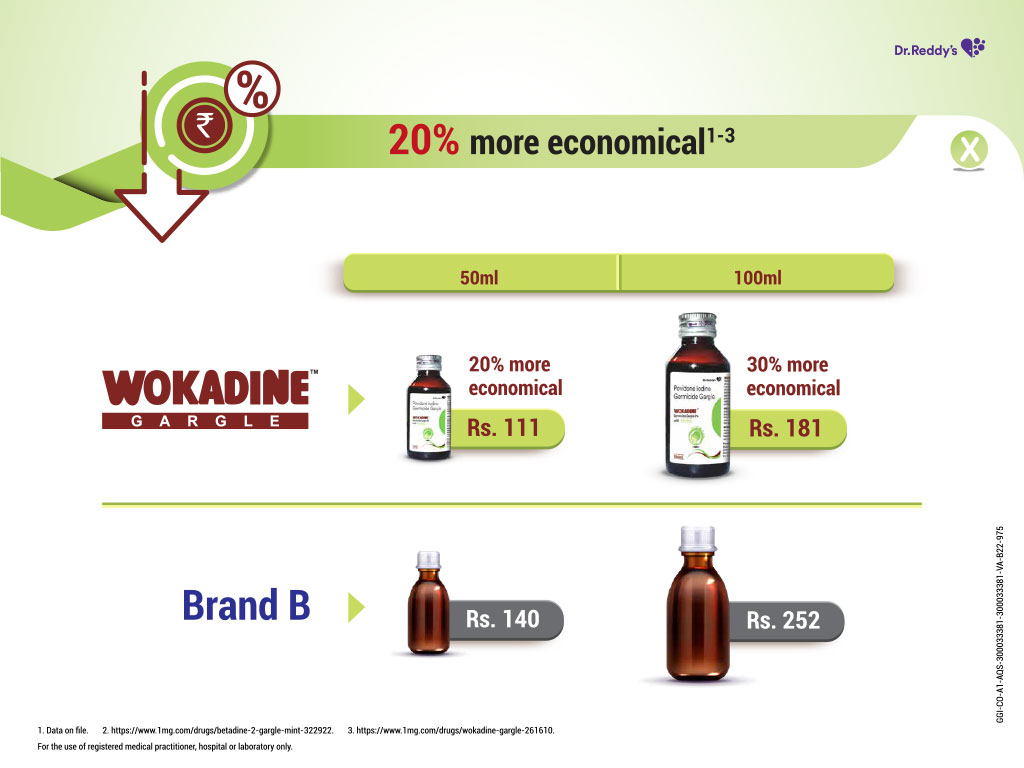 Dr.Reddy's
%
₹
20% more economical1-3
X
50ml
100ml
WOKADINE™
GARGLE
20% more
economical
Rs. 111
30% more
economical
Rs. 181
Povidone Iodine
Germicide Gargle
WOKADINE
Dr.Reddy's
Povidone Iodine
Germicide Gargle
WOKADINE
Brand B
Rs. 140
Rs. 252
1. Data on file. 2. https://www.1mg.com/drugs/betadine-2-gargle-mint-322922. 3. https://www.1mg.com/drugs/wokadine-gargle-261610.
For the use of registered medical practitioner, hospital or laboratory only.
GGI-CO-A1-AQS-300033381-300033381-VA-B22-975